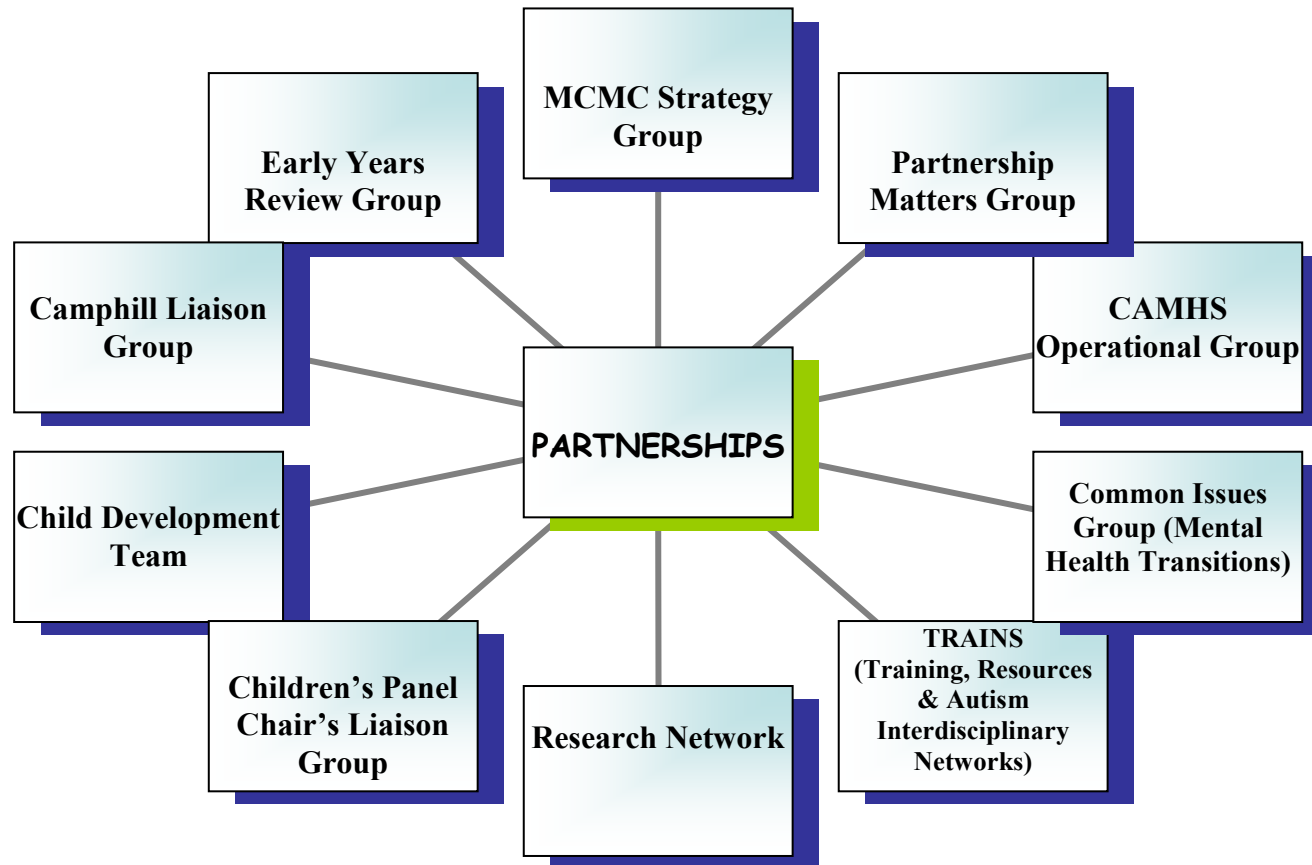 MCMC Strategy
Group
Early Years
Review Group
Partnership
Matters Group
Camphill Liaison
Group
CAMHS
Operational Group
PARTNERSHIPS
Child Development
Team
Common Issues
Group (Mental
Health Transitions)
Children’s Panel
Chair’s Liaison
Group
Research Network
TRAINS
(Training, Resources
& Autism
Interdisciplinary
Networks)